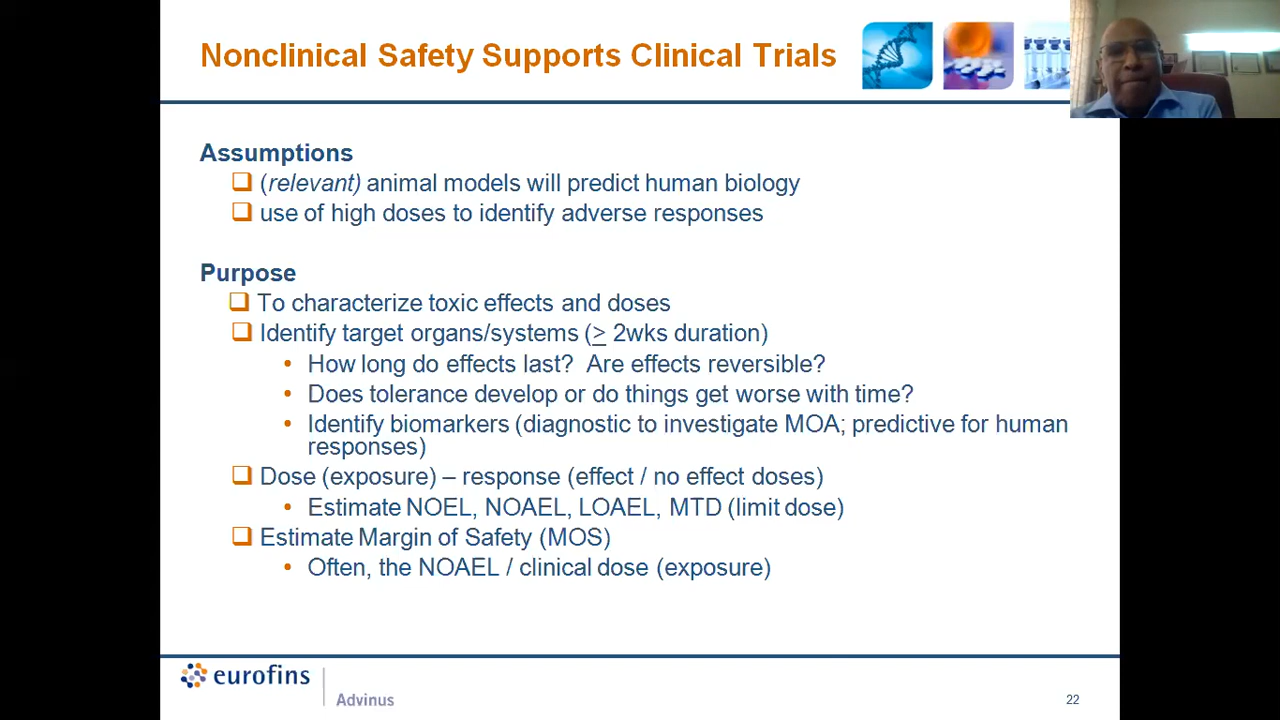 Nonclinical Safety Supports Clinical Trials
Assumptions
(relevant) animal models will predict human biology
use of high doses to identify adverse responses
Purpose
To characterize toxic effects and doses
Identify target organs/systems (≥ 2wks duration)
• How long do effects last? Are effects reversible?
• Does tolerance develop or do things get worse with time?
• Identify biomarkers (diagnostic to investigate MOA; predictive for human
responses)
Dose (exposure) – response (effect / no effect doses)
• Estimate NOEL, NOAEL, LOAEL, MTD (limit dose)
Estimate Margin of Safety (MOS)
• Often, the NOAEL / clinical dose (exposure)
eurofins
Advinus
22